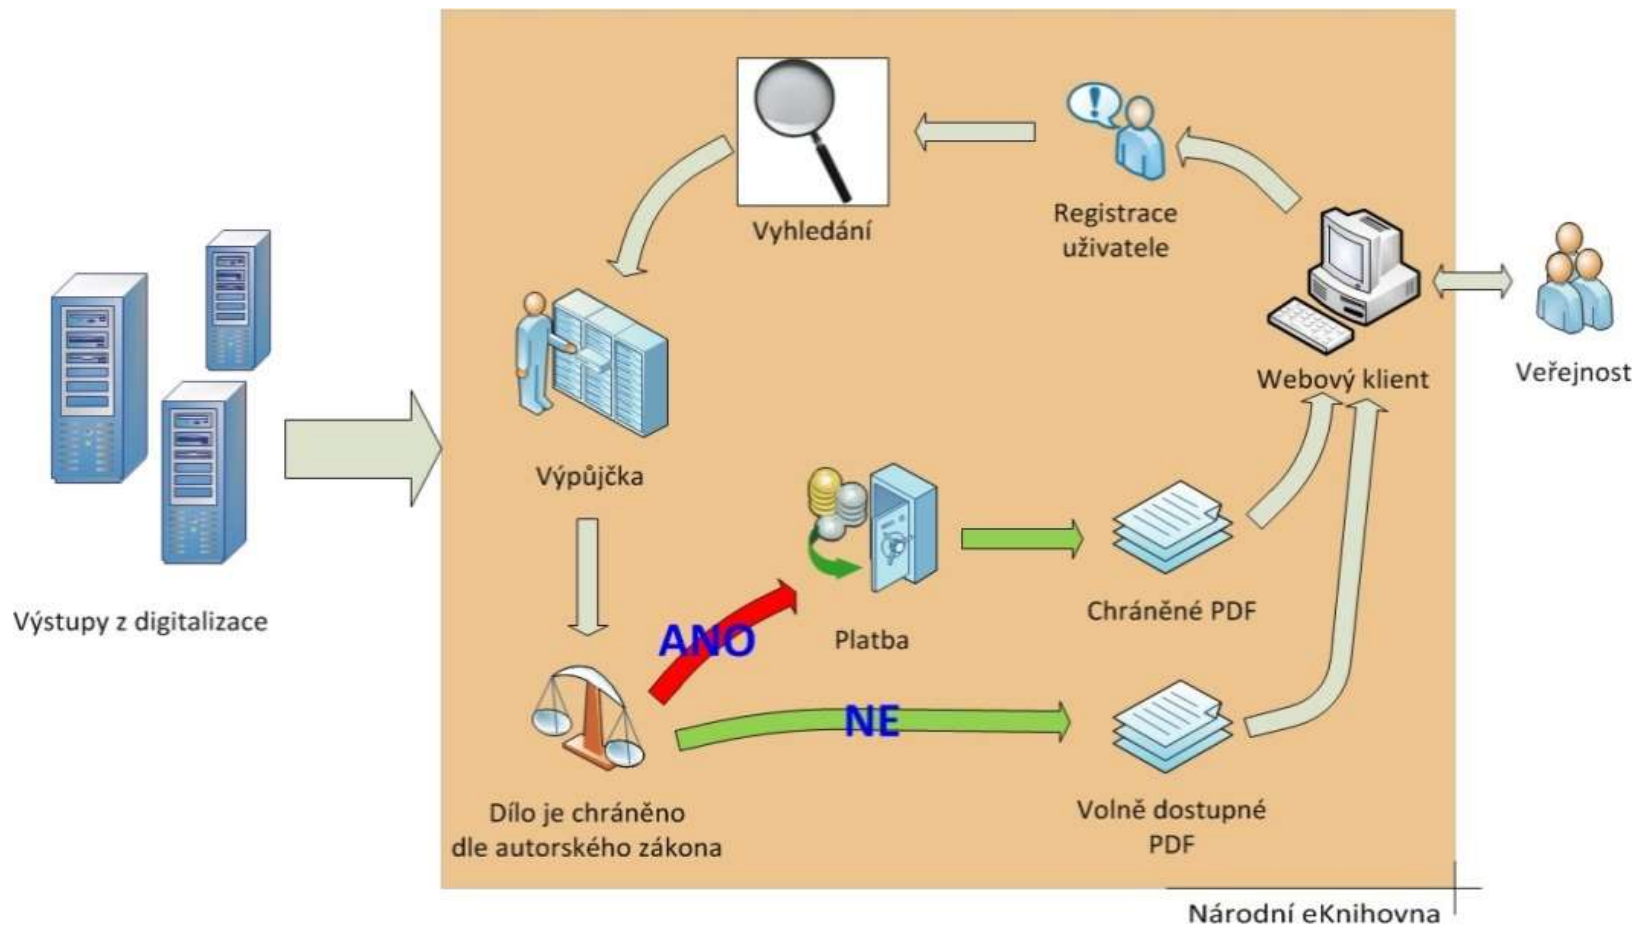 Vyhledání
Registrace
uživatele
Webový klient
Veřejnost
Výpůjčka
Výstupy z digitalizace
ANO
Platba
Chráněné PDF
NE
Dílo je chráněno
dle autorského zákona
Volně dostupné
PDF
Národní eKnihovna